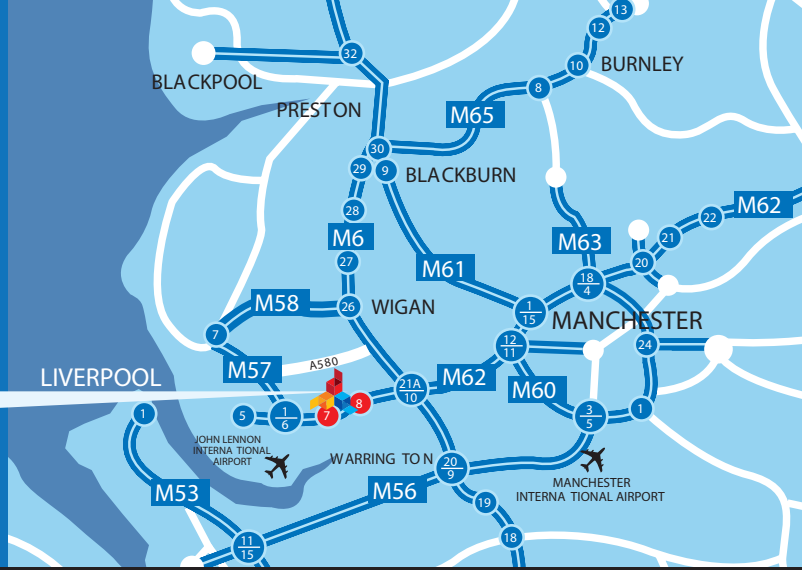 13
12
32
10
BURNLEY
BLACKPOOL
8
PRESTON
M65
30
29
9
BLACKBURN
28
22
M62
M6
M63
21
27
M61
20
18
4
M58
26
WIGAN
1
15
MANCHESTER
7
12
11
24
A580
M57
LIVERPOOL
21A
10
M62
M60
1
5
1
6
7
8
3
5
1
JOHN LENNON
INTERNA TIONAL
AIRPORT
WARRING TO N
20
9
MANCHESTER
INTERNA TIONAL AIRPORT
M53
M56
19
11
15
18